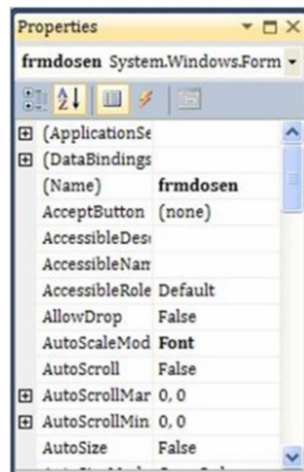 Properties
frmdosen System.Windows.Form
(ApplicationSe
(DataBindings
(Name) frmdosen
AcceptButton (none)
AccessibleDes
AccessibleNam
AccessibleRole Default
AllowDrop False
AutoScaleMod Font
AutoScroll False
AutoScrollMar 0, 0
AutoScrollMin 0, 0
AutoSize False